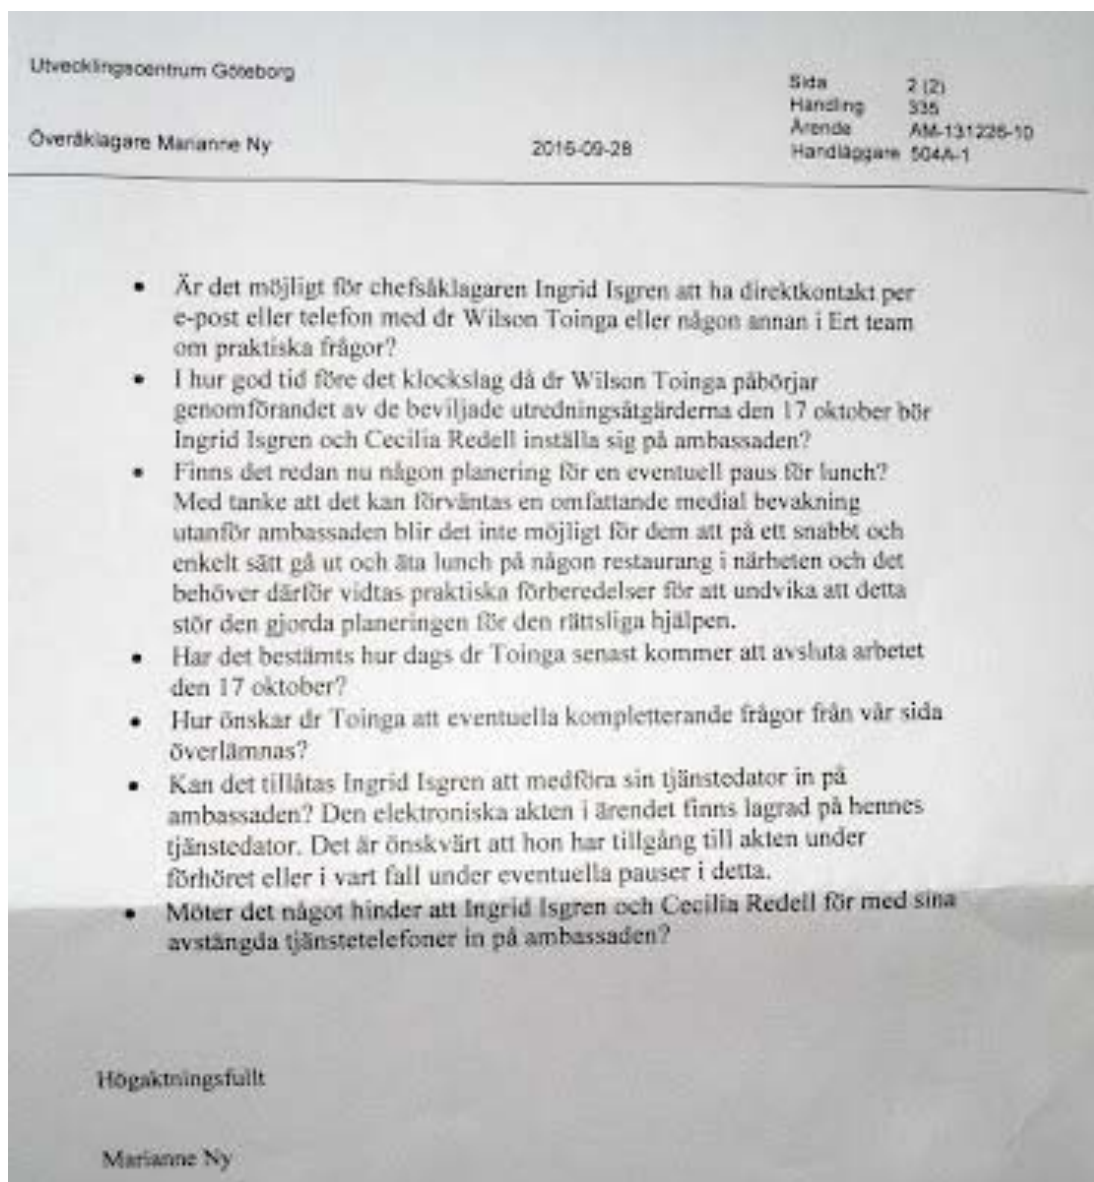 Utvecklingscentrum Göteborg
Sida 2 (2)
Handling 335
Ärende AM-131226-10
Handläggare 504A-1
Överåklagare Marianne Ny 2016-09-28
• Är det möjligt för chefsåklagaren Ingrid Isgren att ha direktkontakt per
e-post eller telefon med dr Wilson Toinga eller någon annan i Ert team
om praktiska frågor?
• I hur god tid före det klockslag då dr Wilson Toinga påbörjar
genomförandet av de beviljade utredningsåtgärderna den 17 oktober bör
Ingrid Isgren och Cecilia Redell inställa sig på ambassaden?
• Finns det redan nu någon planering för en eventuell paus för lunch?
Med tanke att det kan förväntas en omfattande medial bevakning
utanför ambassaden blir det inte möjligt för dem att på ett snabbt och
enkelt sätt gå ut och äta lunch på någon restaurang i närheten och det
behöver därför vidtas praktiska förberedelser för att undvika att detta
stör den gjorda planeringen för den rättsliga hjälpen.
• Har det bestämts hur dags dr Toinga senast kommer att avsluta arbetet
den 17 oktober?
• Hur önskar dr Toinga att eventuella kompletterande frågor från vår sida
överlämnas?
• Kan det tillåtas Ingrid Isgren att medföra sin tjänstedator in på
ambassaden? Den elektroniska akten i ärendet finns lagrad på hennes
tjänstedator. Det är önskvärt att hon har tillgång till akten under
förhöret eller i vart fall under eventuella pauser i detta.
• Möter det något hinder att Ingrid Isgren och Cecilia Redell för med sina
avstängda tjänstetelefoner in på ambassaden?
Högaktningsfullt
Marianne Ny